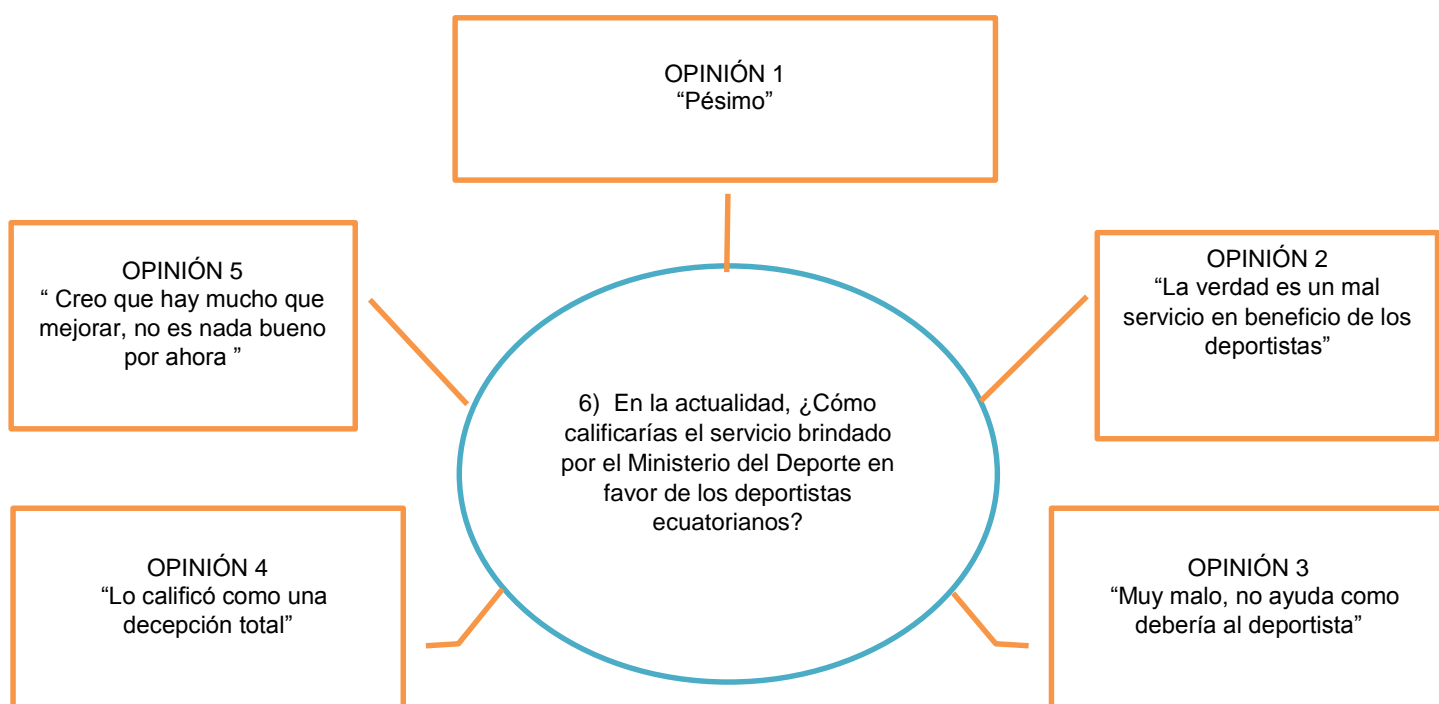 OPINIÓN 1
“Pésimo”
OPINIÓN 2
“La verdad es un mal
servicio en beneficio de los
deportistas”
OPINIÓN 5
“ Creo que hay mucho que
mejorar, no es nada bueno
por ahora ”
6) En la actualidad, ¿Cómo
calificarías el servicio brindado
por el Ministerio del Deporte en
favor de los deportistas
ecuatorianos?
OPINIÓN 4
“Lo calificó como una
decepción total”
OPINIÓN 3
“Muy malo, no ayuda como
debería al deportista”